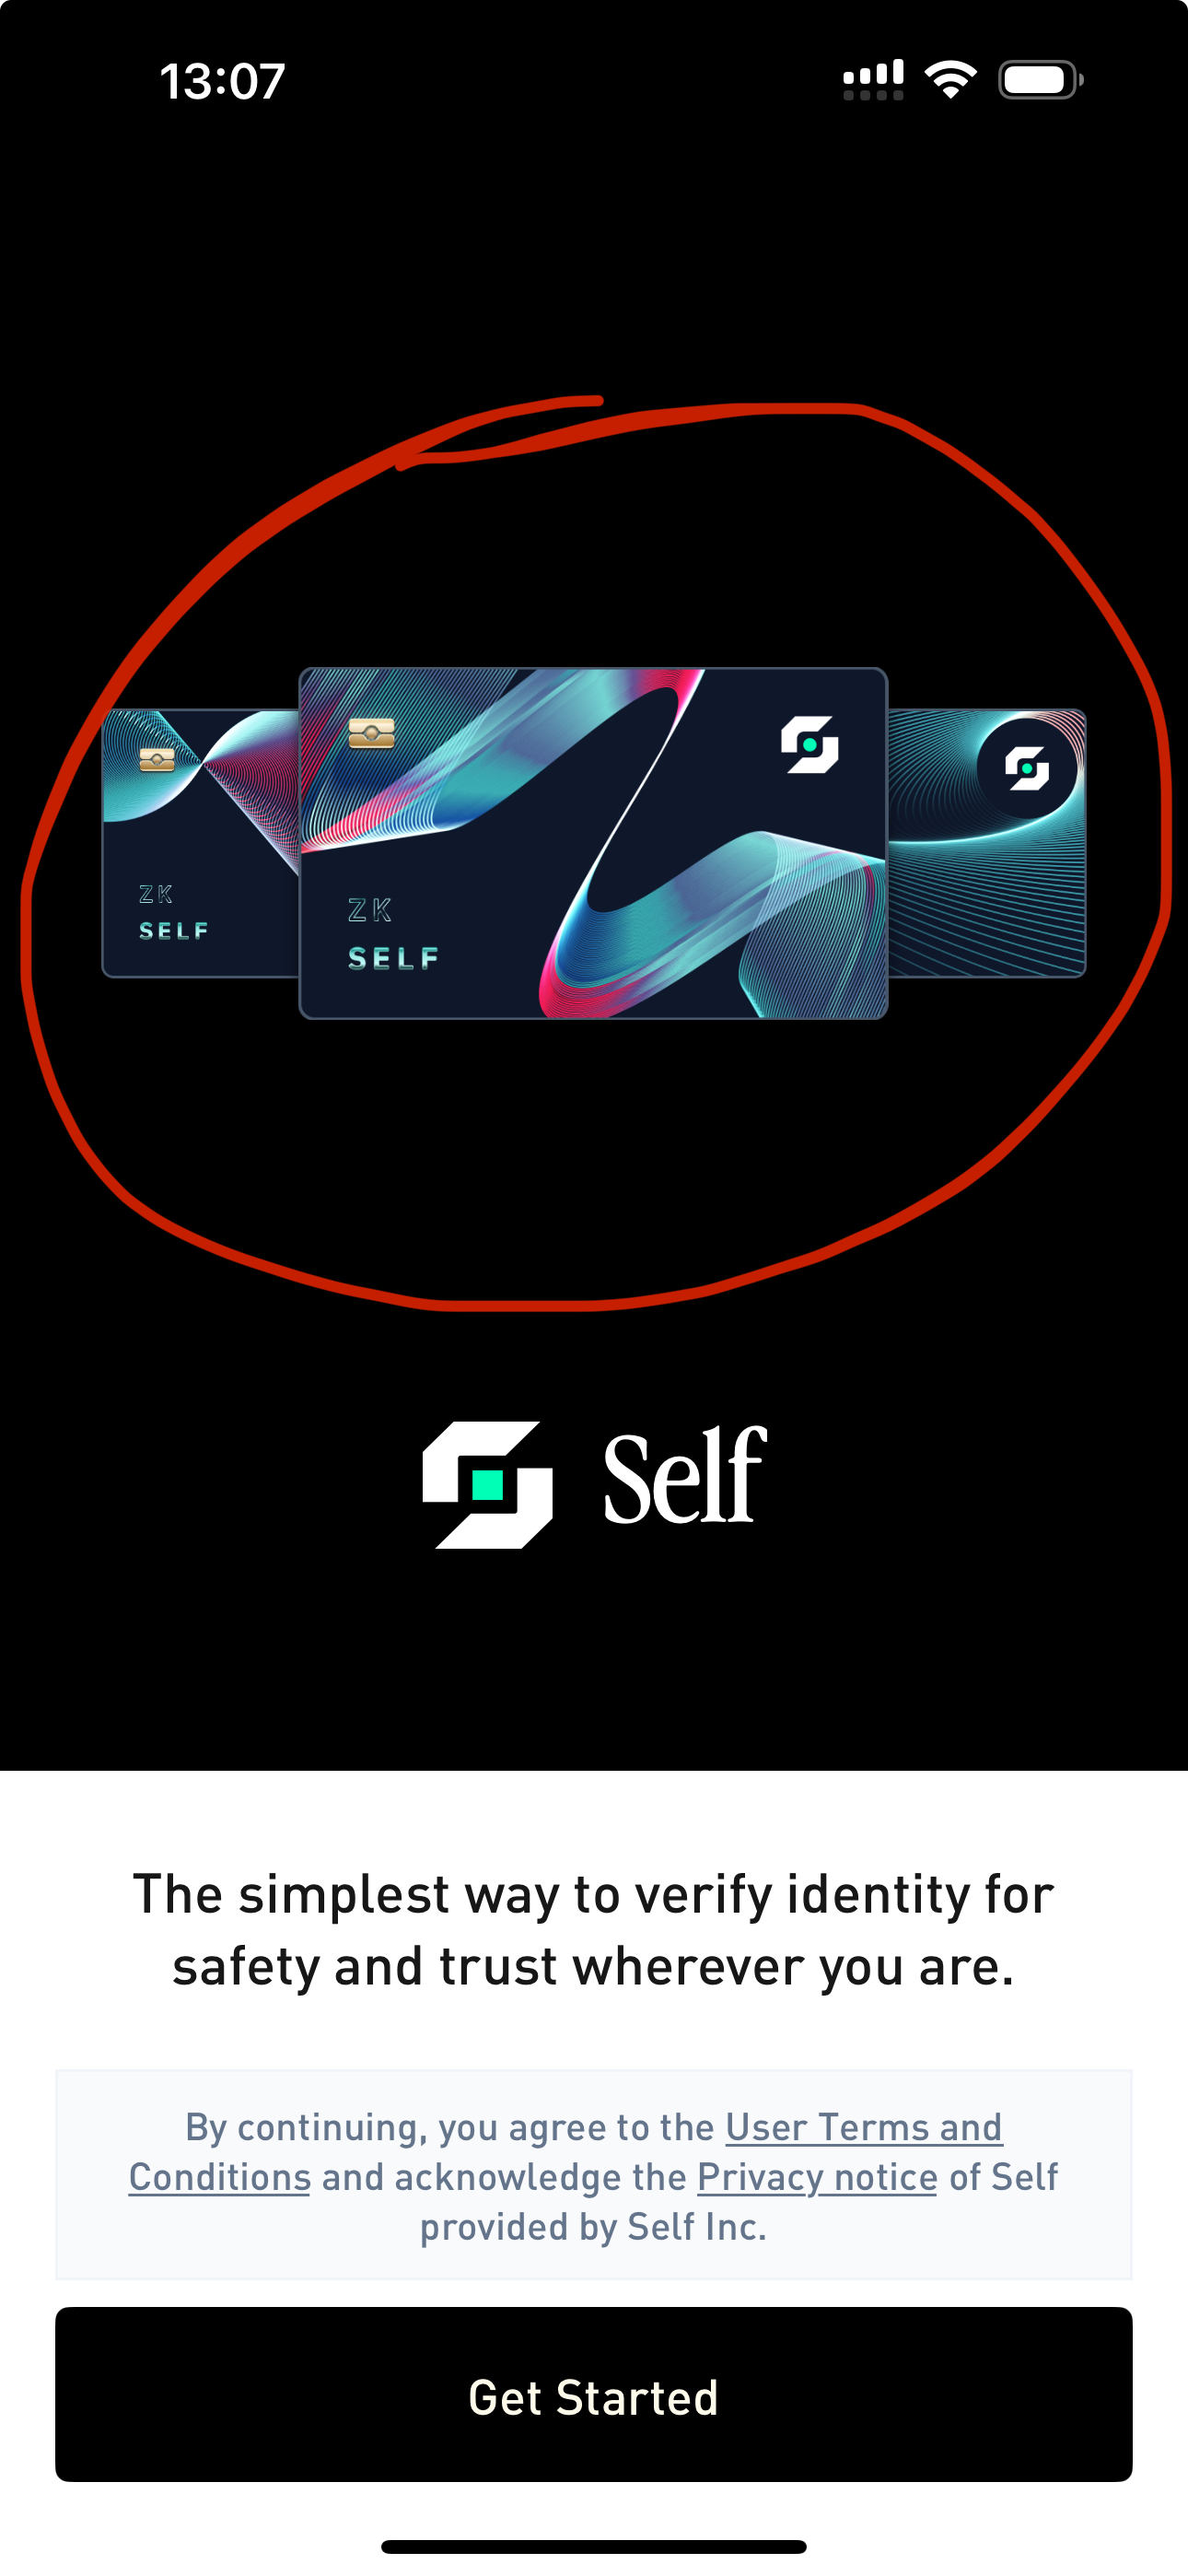 13:07
ZK
SELF
ZK
SELF
Self
The simplest way to verify identity for
safety and trust wherever you are.
By continuing, you agree to the User Terms and
Conditions and acknowledge the Privacy notice of Self
provided by Self Inc.
Get Started